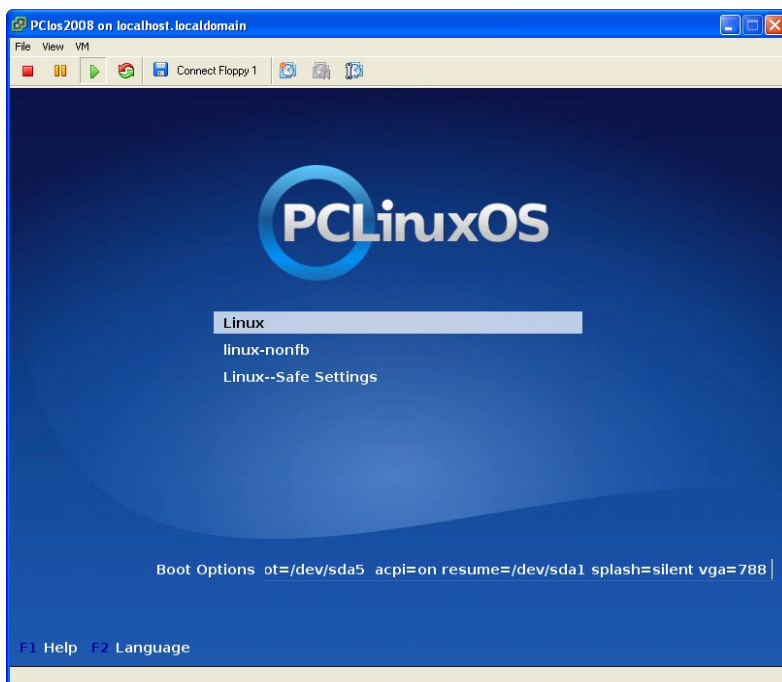 PClos2008 on localhost.localdomain
File View VM
Connect Floppy 1
PCLinuxOS
Linux
linux-nonfb
Linux--Safe Settings
Boot Options ot=/dev/sda5 acpi=on resume=/dev/sda1 splash=silent vga=788
F1 Help F2 Language